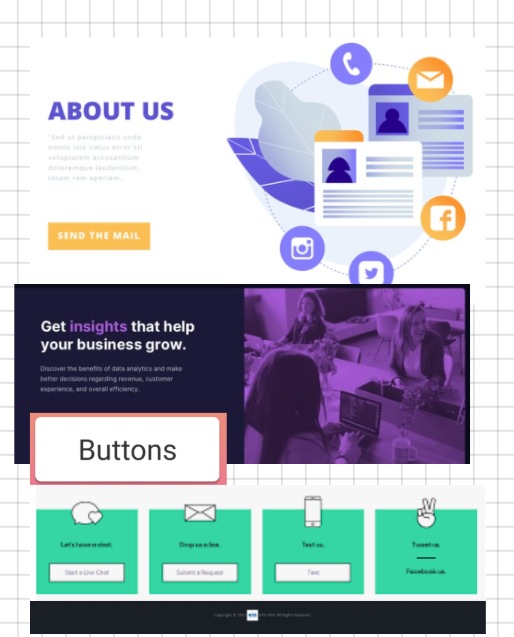 ABOUT US
"Sed ut perspiciatis unde
omnis iste natus error sit
voluptatem accusantium
doloremque laudantium,
totam rem aperiam.
SEND THE MAIL
Get insights that help
your business grow.
Discover the benefits of data analytics and make
better decisions regarding revenue, customer
experience, and overall efficiency.
Buttons
Let's have a chat.
Start a Live Chat
Drop us a line.
Submit a Request
Text us.
Text
Tweet us.
Facebook us.
All Rights Reserved.